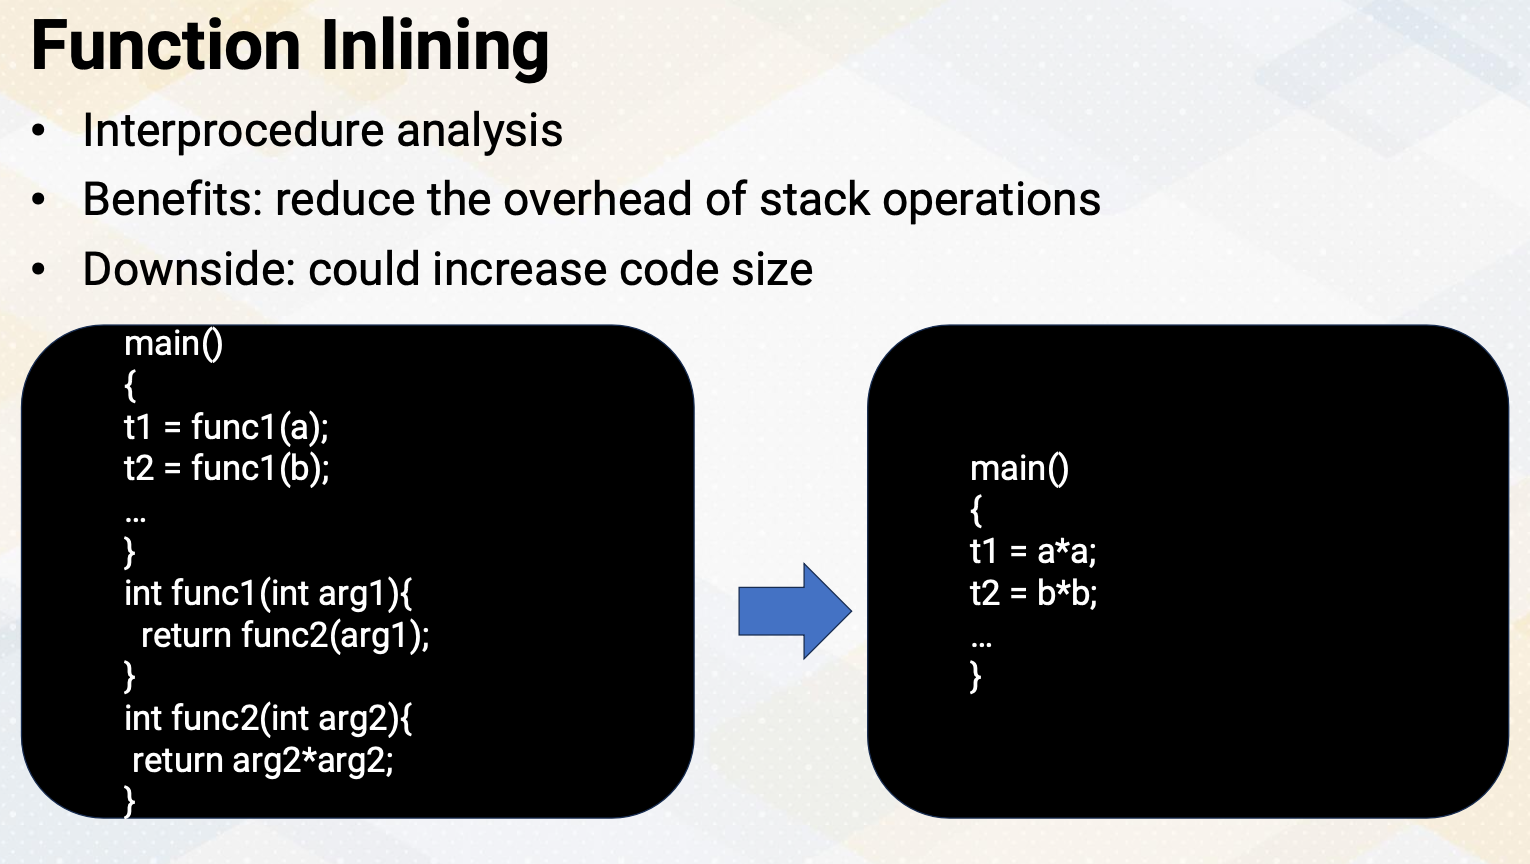 Function Inlining
• Interprocedure analysis
• Benefits: reduce the overhead of stack operations
• Downside: could increase code size
main()
{
t1 = func1(a);
t2 = func1(b);
…
}
int func1(int arg1){
  return func2(arg1);
}
int func2(int arg2){
 return arg2*arg2;
}
main()
{
t1 = a*a;
t2 = b*b;
…
}